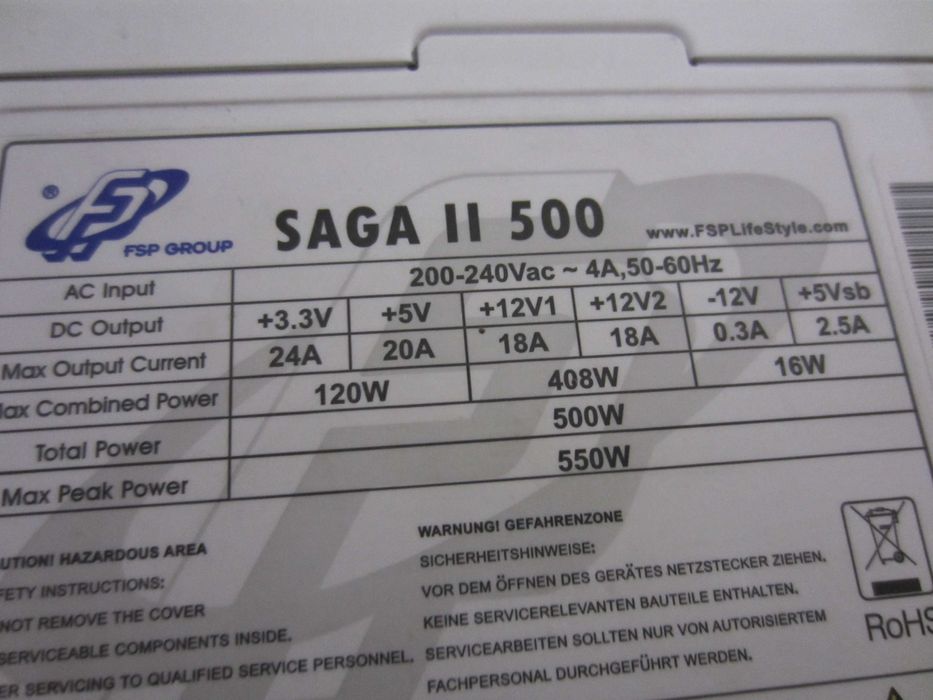 ® FSP GROUP SAGA II 500 www.FSPLifeStyle.com
AC Input 200-240Vac ~ 4A,50-60Hz
DC Output +3.3V +5V +12V1 +12V2 -12V +5Vsb
Max Output Current 24A 20A 18A 18A 0.3A 2.5A
Max Combined Power 120W 408W 16W
Total Power 500W
Max Peak Power 550W
UTION! HAZARDOUS AREA
FETY INSTRUCTIONS:
NOT REMOVE THE COVER
SERVICEABLE COMPONENTS INSIDE.
ER SERVICING TO QUALIFIED SERVICE PERSONNEL.
WARNUNG! GEFAHRENZONE
SICHERHEITSHINWEISE:
VOR DEM ÖFFNEN DES GERÄTES NETZSTECKER ZIEHEN.
KEINE SERVICERELEVANTEN BAUTEILE ENTHALTEN.
SERVICEARBEITEN SOLLTEN NUR VON AUTORISIERTEM
FACHPERSONAL DURCHGEFÜHRT WERDEN.
RoHS